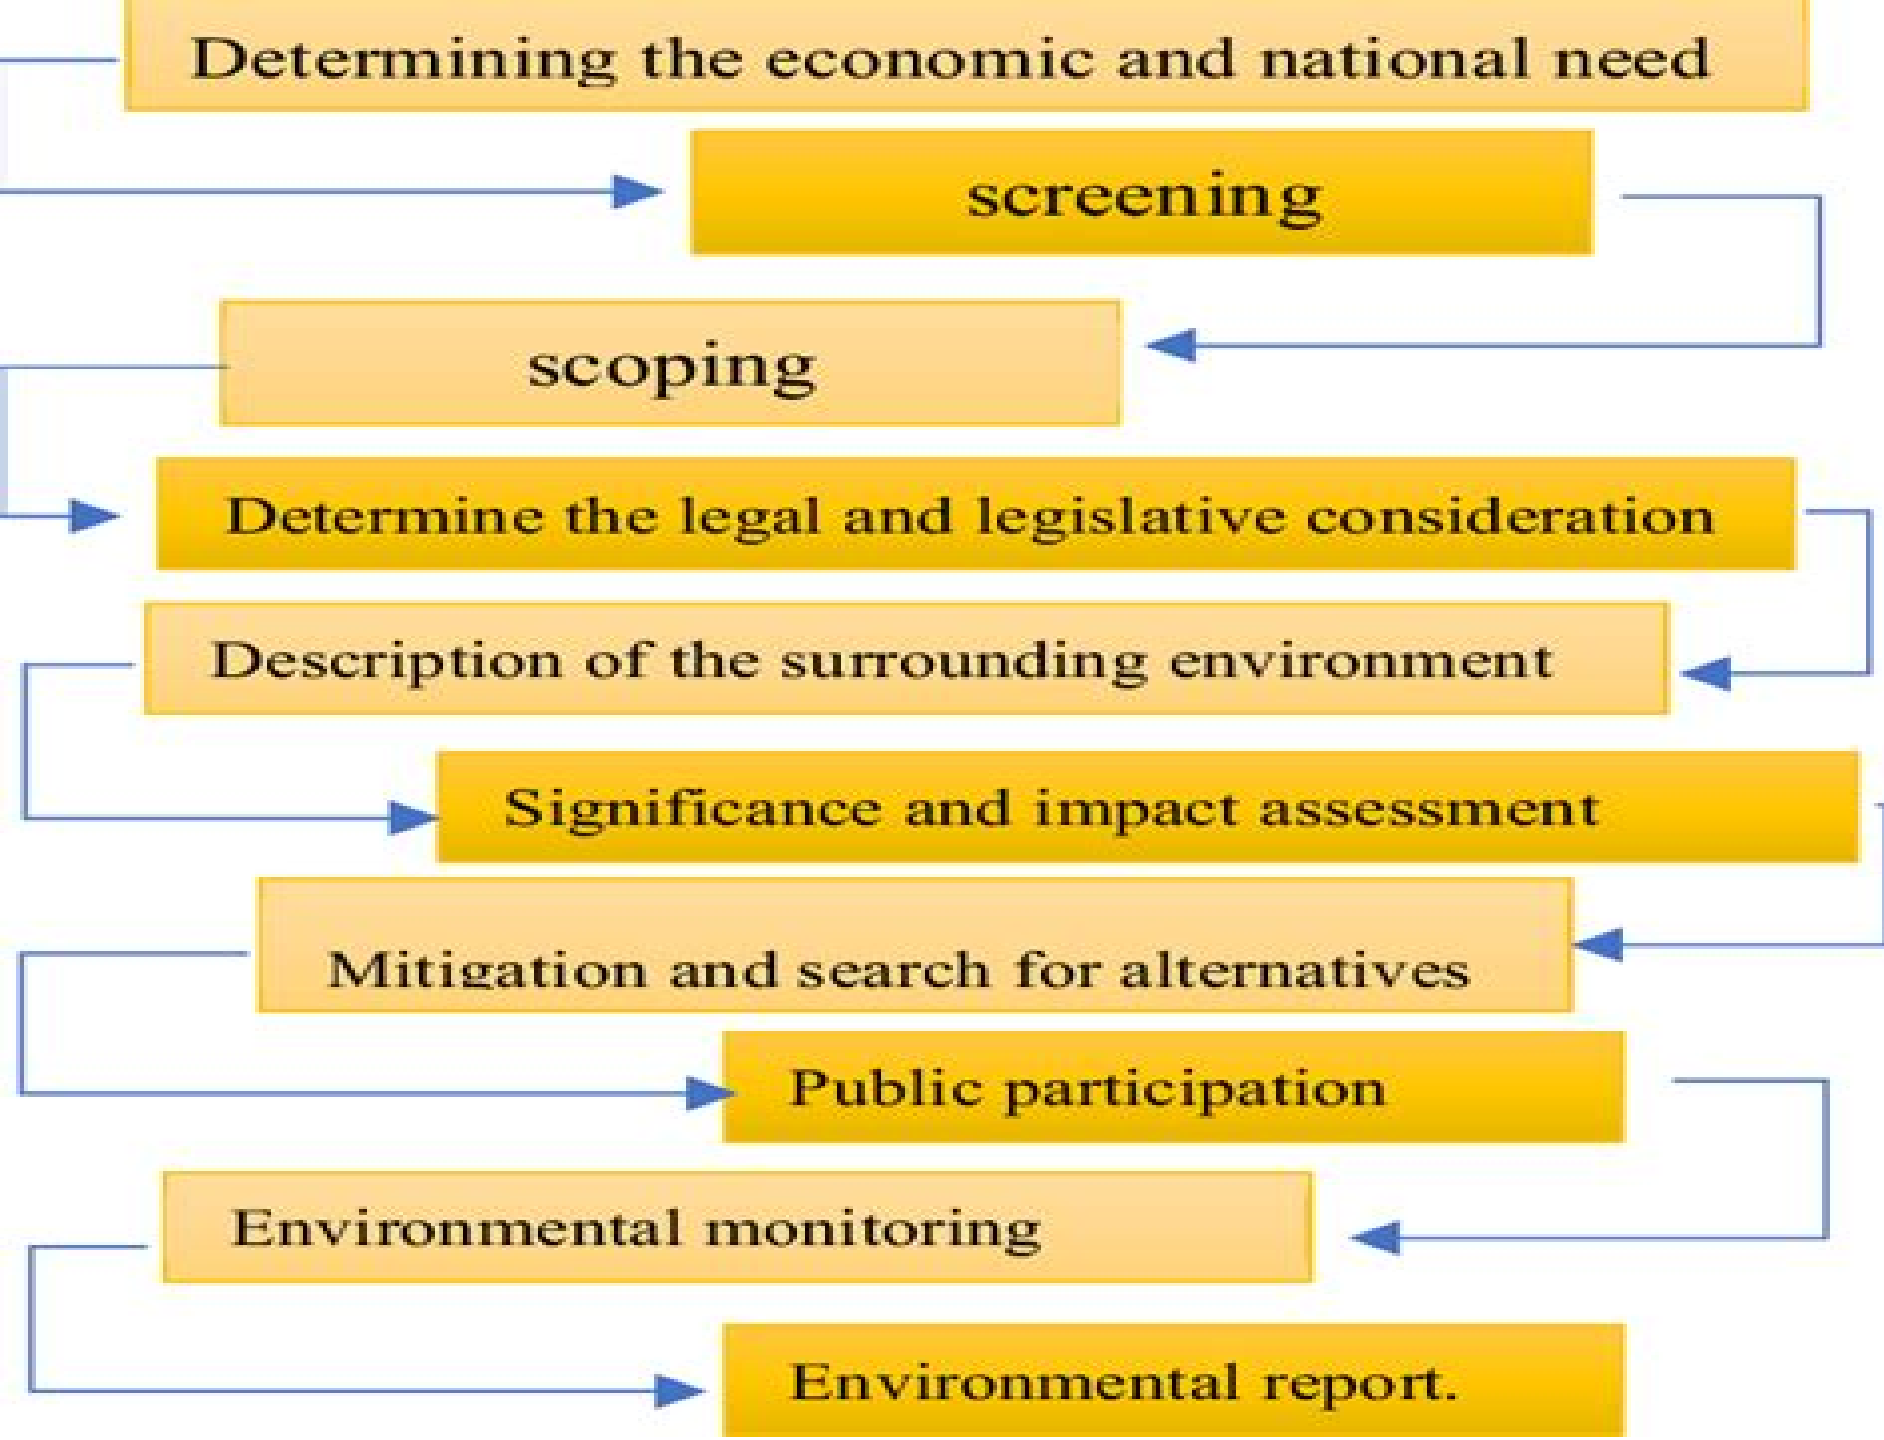 Determining the economic and national need
screening
scoping
Determine the legal and legislative consideration
Description of the surrounding environment
Significance and impact assessment
Mitigation and search for alternatives
Public participation
Environmental monitoring
Environmental report.